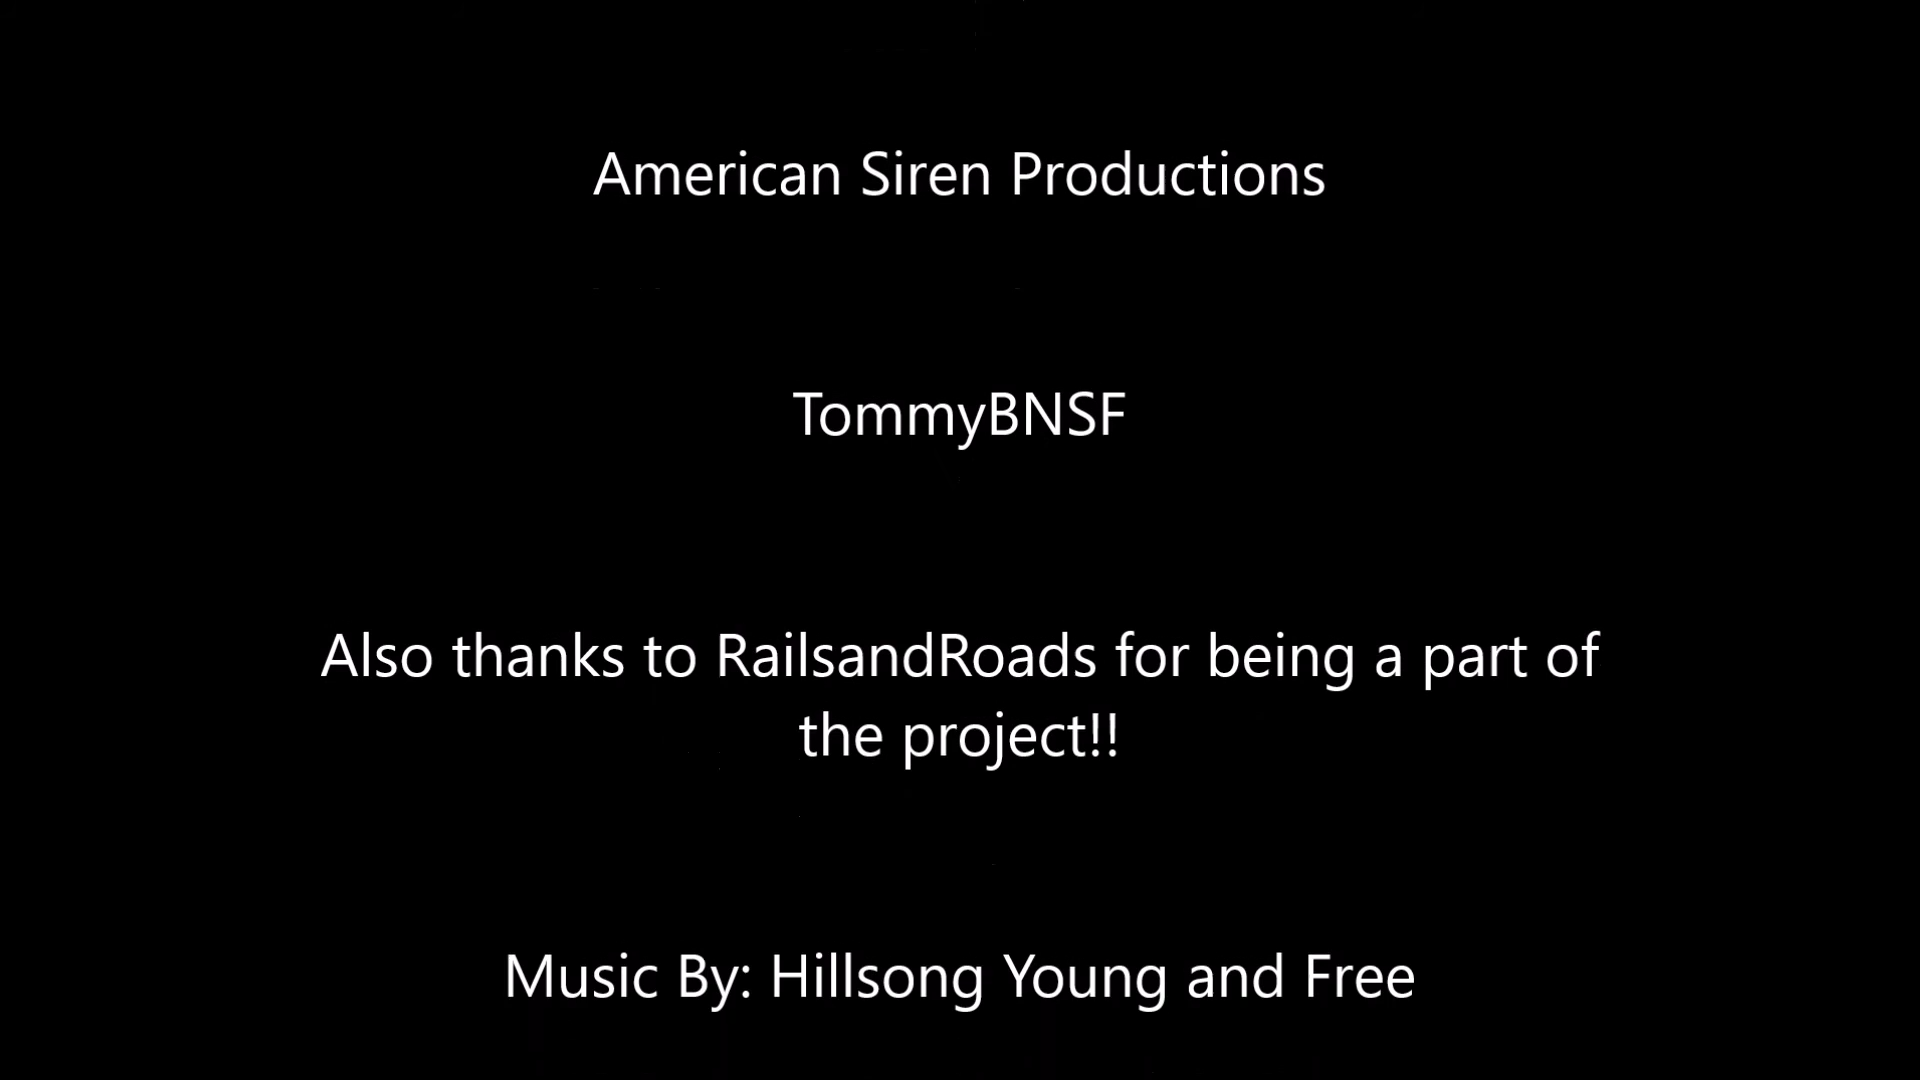 American Siren Productions
TommyBNSF
Also thanks to RailsandRoads for being a part of
the project!!
Music By: Hillsong Young and Free